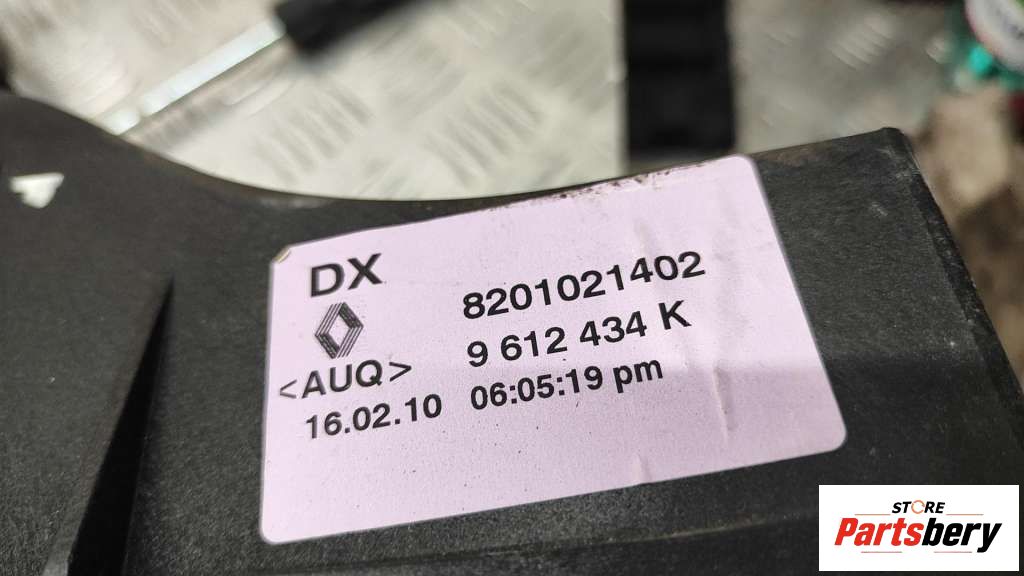 DX
8201021402
9 612 434 K
<AUQ>
16.02.10 06:05:19 pm
STORE
Partsbery